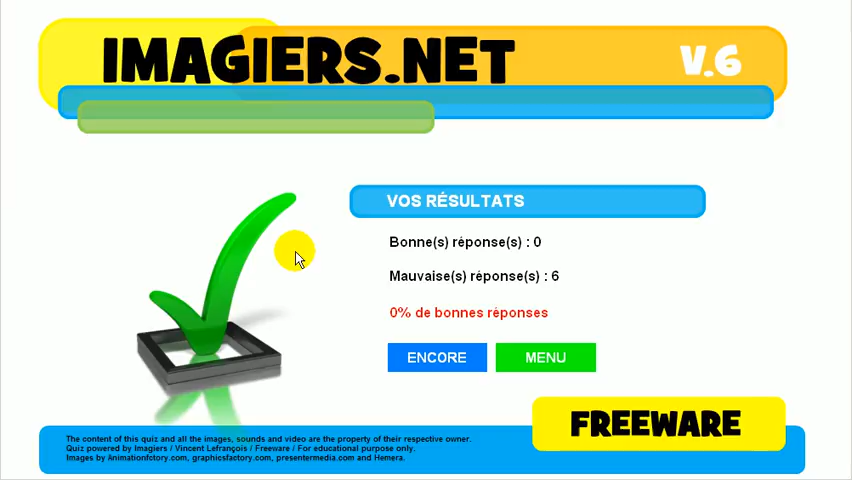 IMAGIERS.NET
V.6
VOS RÉSULTATS
Bonne(s) réponse(s) : 0
Mauvaise(s) réponse(s) : 6
0% de bonnes réponses
ENCORE
MENU
FREEWARE
The content of this quiz and all the images, sounds and video are the property of their respective owner.
Quiz powered by Imagiers / Vincent Lefrançois / Freeware / For educational purpose only.
Images by Animationfctory.com, graphicsfactory.com, presentermedia.com and Hemera.